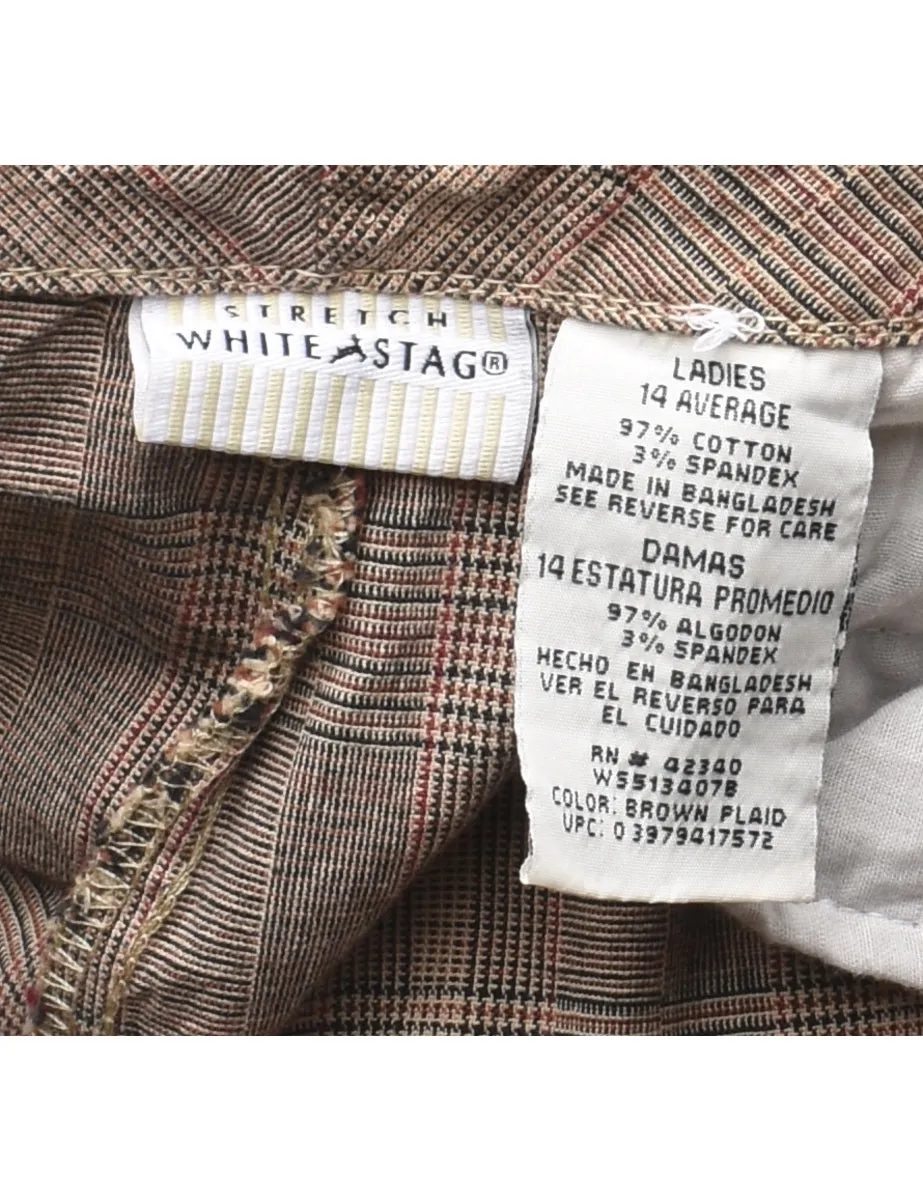 STRETCH
WHITE STAG®
LADIES
14 AVERAGE
97% COTTON
3% SPANDEX
MADE IN BANGLADESH
SEE REVERSE FOR CARE
DAMAS
14 ESTATURA PROMEDIO
97% ALGODON
3% SPANDEX
HECHO EN BANGLADESH
VER EL REVERSO PARA
EL CUIDADO
RN # 42340
WS513407B
COLOR: BROWN PLAID
UPC: 0 3979417572